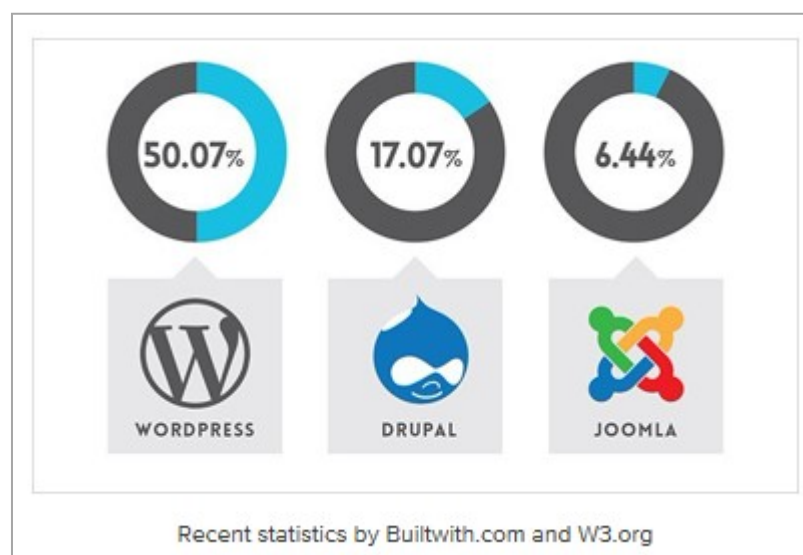 50.07% 17.07% 6.44%
WORDPRESS DRUPAL JOOMLA
Recent statistics by Builtwith.com and W3.org